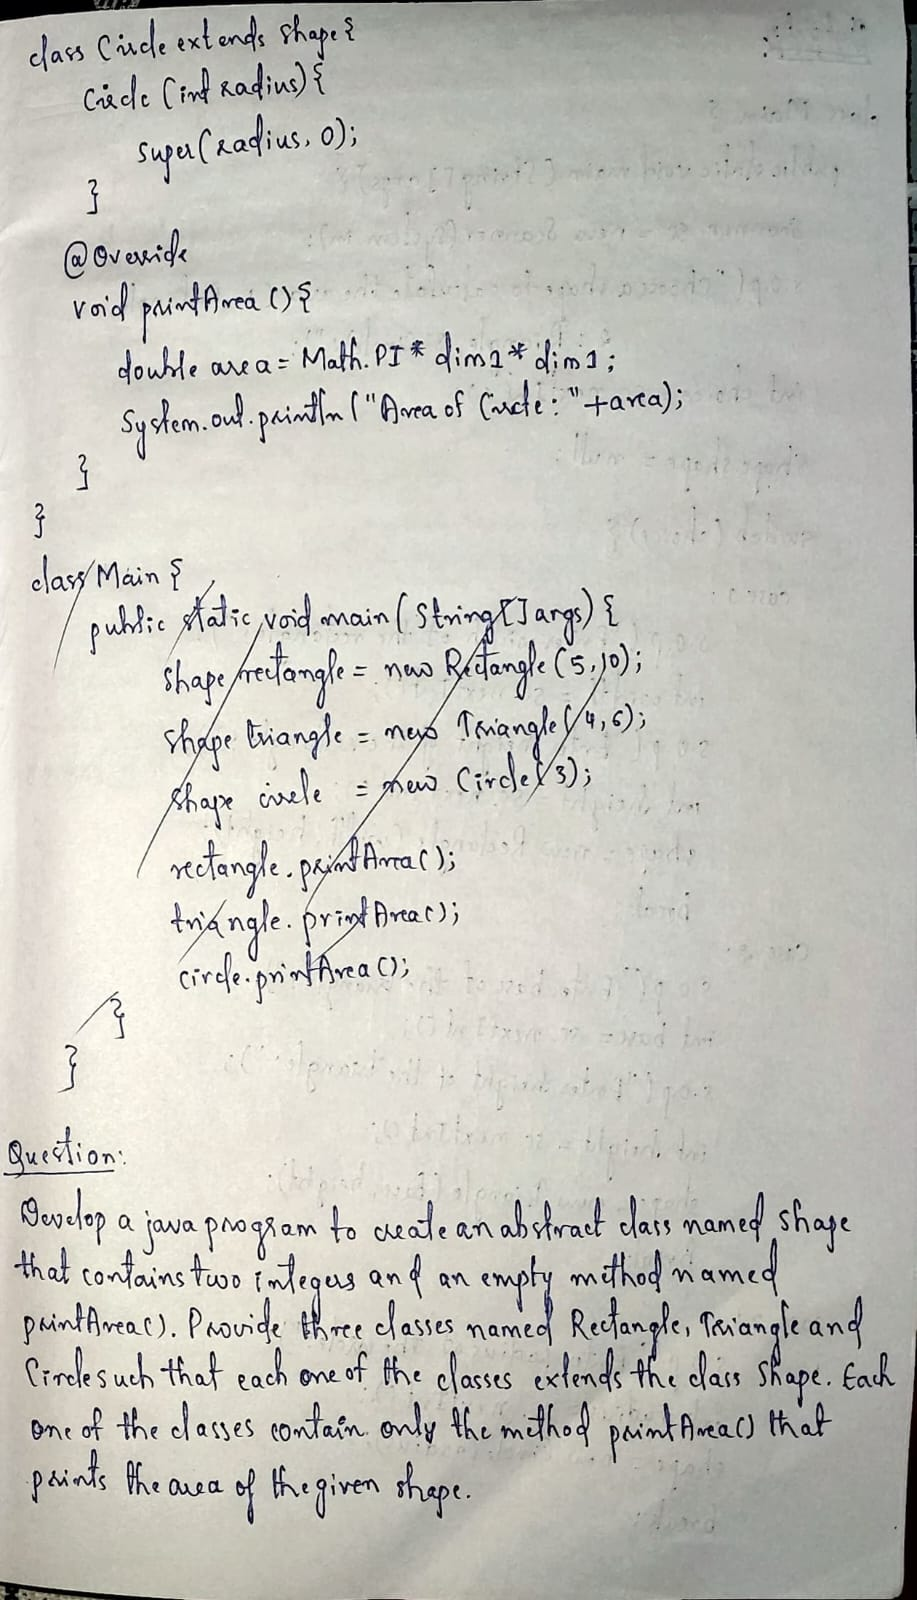 class Circle extends Shape {
Circle (int radius) {
super(radius, 0);
}
@Override
void printArea () {
double area = Math.PI * dim1 * dim1;
System.out.println ("Area of Circle : " + area);
}
}
class Main {
public static void main (String[] args) {
Shape rectangle = new Rectangle (5,10);
Shape triangle = new Triangle (4,6);
Shape circle = new Circle (3);
rectangle.printArea();
triangle.printArea();
circle.printArea();
}
}
Question:
Develop a java program to create an abstract class named Shape
that contains two integers and an empty method named
printArea(). Provide three classes named Rectangle, Triangle and
Circle such that each one of the classes extends the class Shape. Each
one of the classes contain only the method printArea() that
prints the area of the given shape.